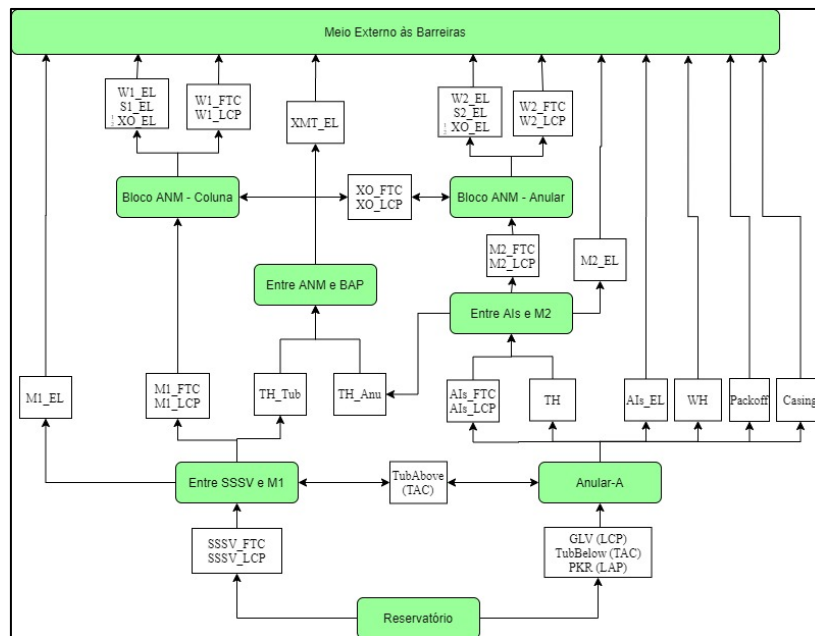 Meio Externo ás Barreiras
W1_EL
S1_EL
XO_EL
W1_FTC
W1_LCP
XMT_EL
W2_EL
S2_EL
XO_EL
W2_FTC
W2_LCP
Bloco ANM - Coluna
XO_FTC
XO_LCP
Bloco ANM - Anular
M2_FTC
M2_LCP
M2_EL
Entre ANM e BAP
Entre AIs e M2
M1_EL
M1_FTC
M1_LCP
TH_Tub
TH_Anu
AIs_FTC
AIs_LCP
TH
AIs_EL
WH
Packoff
Casing
Entre SSSV e M1
TubAbove
(TAC)
Anular-A
SSSV_FTC
SSSV_LCP
GLV (LCP)
TubBelow (TAC)
PKR (LAP)
Reservatório